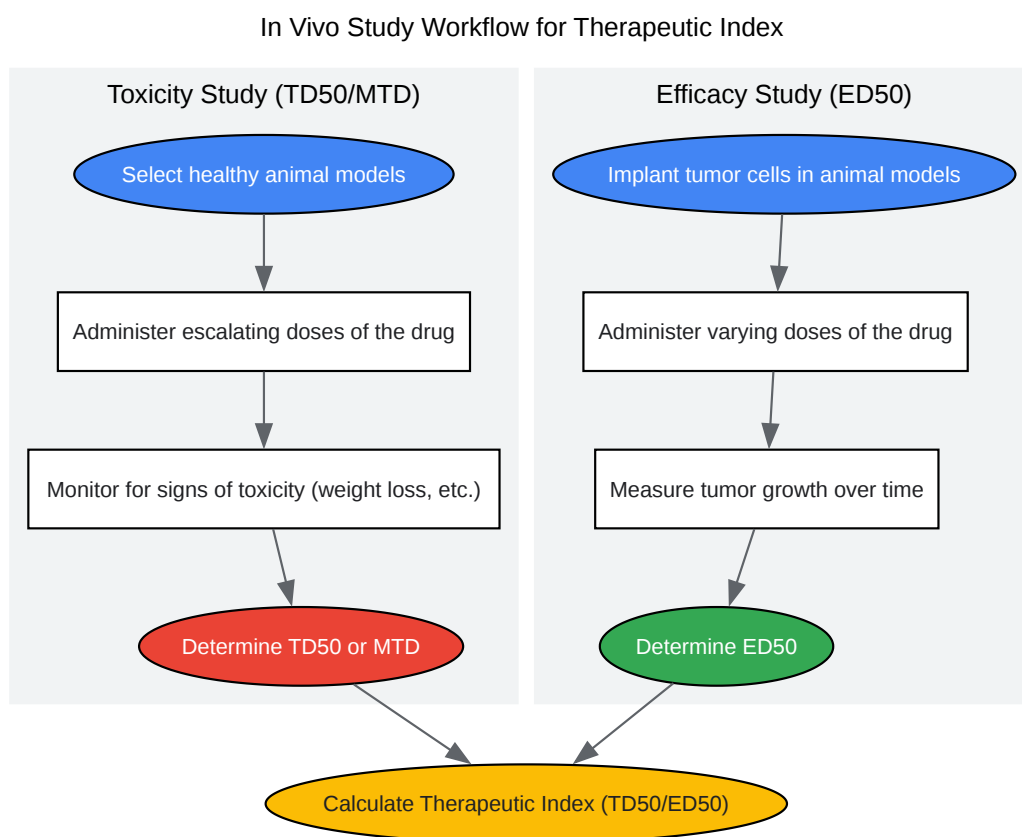 In Vivo Study Workflow for Therapeutic Index
Toxicity Study (TD50/MTD)
Select healthy animal models
Administer escalating doses of the drug
Monitor for signs of toxicity (weight loss, etc.)
Determine TD50 or MTD
Efficacy Study (ED50)
Implant tumor cells in animal models
Administer varying doses of the drug
Measure tumor growth over time
Determine ED50
Calculate Therapeutic Index (TD50/ED50)